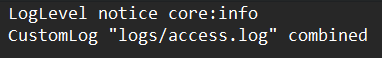 LogLevel notice core:info
CustomLog "logs/access.log" combined